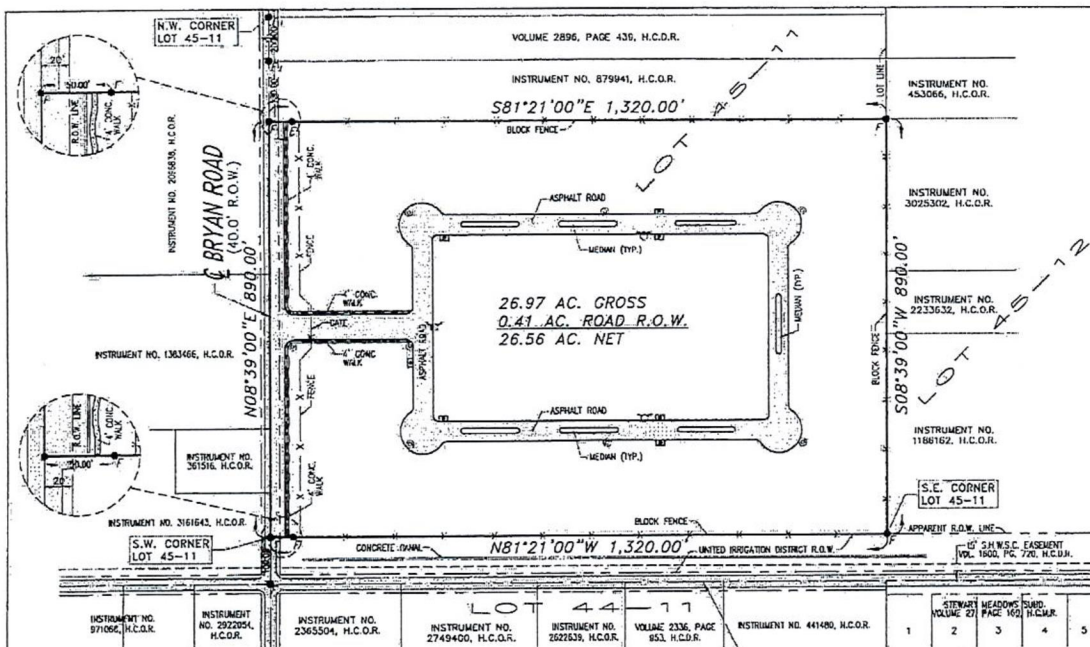 N.W. CORNER
LOT 45-11
VOLUME 2896, PAGE 439, H.C.D.R.
INSTRUMENT NO. 879941, H.C.O.R.
LOT 45-11
LOT LINE
INSTRUMENT NO.
453066, H.C.O.R.
20'
50.00'
R.O.W. LINE
4' CONC.
WALK
S81°21'00"E 1,320.00'
BLOCK FENCE
INSTRUMENT NO. H.C.O.R.
℄ BRYAN ROAD
(40.0' R.O.W.)
4' CONC.
WALK
FENCE
ASPHALT ROAD
MEDIAN (TYP.)
INSTRUMENT NO.
3025302, H.C.O.R.
N08°39'00"E 890.00'
4' CONC.
WALK
GATE
4' CONC
WALK
ASPHALT ROAD
26.97 AC. GROSS
0.41 AC. ROAD R.O.W.
26.56 AC. NET
MEDIAN (TYP.)
BLOCK FENCE
S08°39'00"W 890.00'
INSTRUMENT NO.
2233632, H.C.O.R.
LOT 45-12
INSTRUMENT NO. 1383466, H.C.O.R.
FENCE
ASPHALT ROAD
MEDIAN (TYP.)
INSTRUMENT NO.
1186162, H.C.O.R.
R.O.W. LINE
4' CONC.
WALK
50.00'
20'
INSTRUMENT NO.
361516, H.C.O.R.
4' CONC.
WALK
S.E. CORNER
LOT 45-11
INSTRUMENT NO. 3161643, H.C.O.R.
S.W. CORNER
LOT 45-11
BLOCK FENCE
APPARENT R.O.W. LINE
CONCRETE CANAL
N81°21'00"W 1,320.00'
UNITED IRRIGATION DISTRICT R.O.W.
15' S.H.W.S.C. EASEMENT
VOL. 1600, PG. 720, H.C.D.R.
LOT 44-11
INSTRUMENT NO.
971066, H.C.O.R.
INSTRUMENT
NO. 2922054,
H.C.O.R.
INSTRUMENT NO.
2365504, H.C.O.R.
INSTRUMENT NO.
2749400, H.C.O.R.
INSTRUMENT NO.
2622639, H.C.O.R.
VOLUME 2336, PAGE
953, H.C.D.R.
INSTRUMENT NO. 441480, H.C.O.R.
STEWART MEADOWS SUBD.
VOLUME 27, PAGE 169, H.C.M.R.
1 2 3 4 5